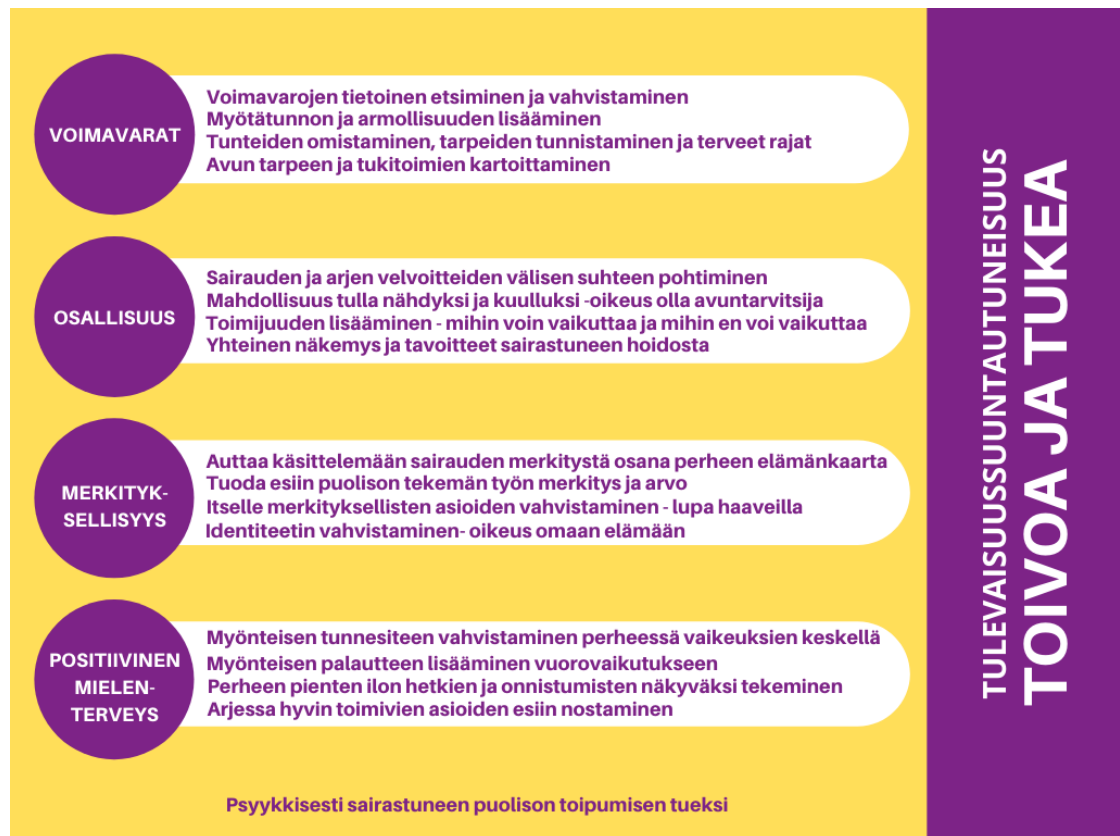 VOIMAVARAT
Voimavarojen tietoinen etsiminen ja vahvistaminen
Myötätunnon ja armollisuuden lisääminen
Tunteiden omistaminen, tarpeiden tunnistaminen ja terveet rajat
Avun tarpeen ja tukitoimien kartoittaminen
OSALLISUUS
Sairauden ja arjen velvoitteiden välisen suhteen pohtiminen
Mahdollisuus tulla nähdyksi ja kuulluksi -oikeus olla avuntarvitsija
Toimijuuden lisääminen - mihin voin vaikuttaa ja mihin en voi vaikuttaa
Yhteinen näkemys ja tavoitteet sairastuneen hoidosta
MERKITYK-
SELLISYYS
Auttaa käsittelemään sairauden merkitystä osana perheen elämänkaarta
Tuoda esiin puolison tekemän työn merkitys ja arvo
Itselle merkityksellisten asioiden vahvistaminen - lupa haaveilla
Identiteetin vahvistaminen- oikeus omaan elämään
POSITIIVINEN
MIELEN-
TERVEYS
Myönteisen tunnesiteen vahvistaminen perheessä vaikeuksien keskellä
Myönteisen palautteen lisääminen vuorovaikutukseen
Perheen pienten ilon hetkien ja onnistumisten näkyväksi tekeminen
Arjessa hyvin toimivien asioiden esiin nostaminen
Psyykkisesti sairastuneen puolison toipumisen tueksi
TULEVAISUUSSUUNTAUTUNEISUUS
TOIVOA JA TUKEA